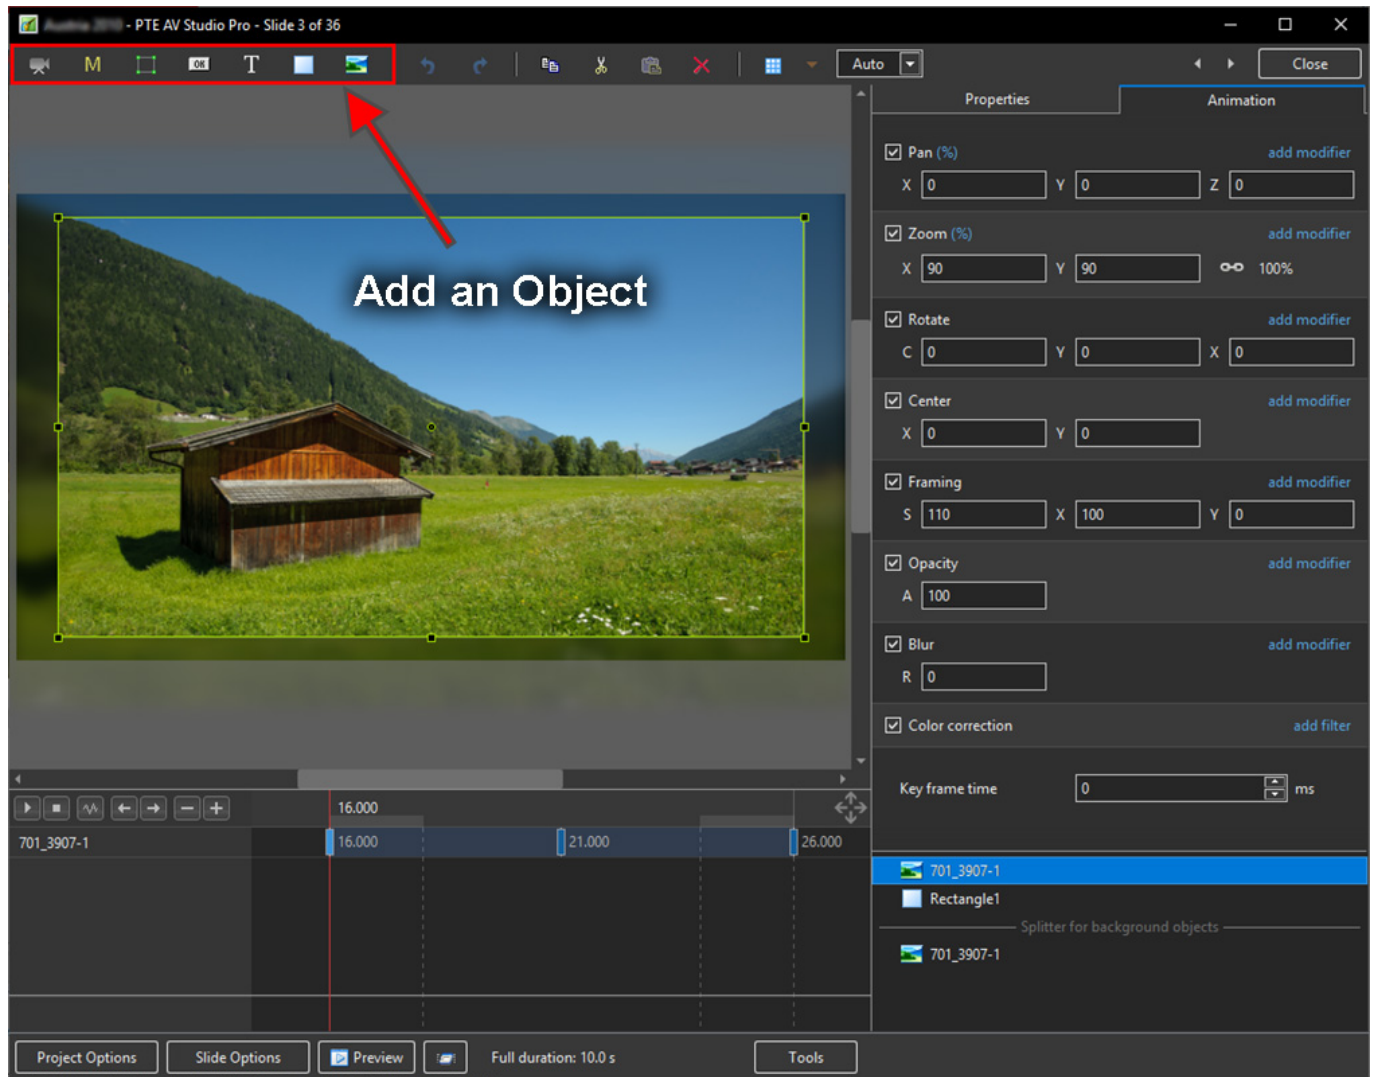 - PTE AV Studio Pro - Slide 3 of 36
M OK T Auto Close
Properties Animation
Pan (%) add modifier
X 0 Y 0 Z 0
Zoom (%) add modifier
X 90 Y 90 100%
Rotate add modifier
C 0 Y 0 X 0
Center add modifier
X 0 Y 0
Framing add modifier
S 110 X 100 Y 0
Opacity add modifier
A 100
Blur add modifier
R 0
Color correction add filter
Key frame time 0 ms
Add an Object
16.000
701_3907-1 16.000 21.000 26.000
701_3907-1
Rectangle1
Splitter for background objects
701_3907-1
Project Options Slide Options Preview Full duration: 10.0 s Tools